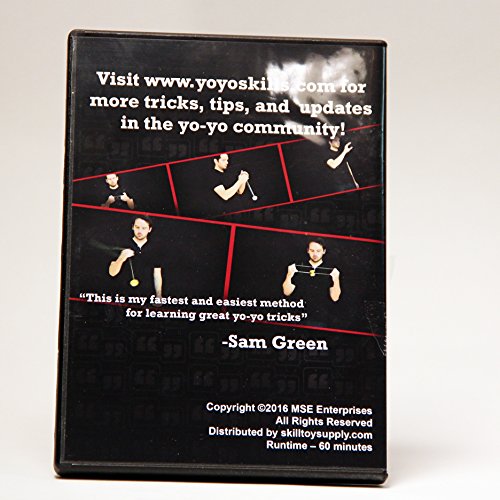 Visit www.yoyoskills.com for
more tricks, tips, and updates
in the yo-yo community!
“This is my fastest and easiest method
for learning great yo-yo tricks”
-Sam Green
Copyright ©2016 MSE Enterprises
All Rights Reserved
Distributed by skilltoysupply.com
Runtime – 60 minutes